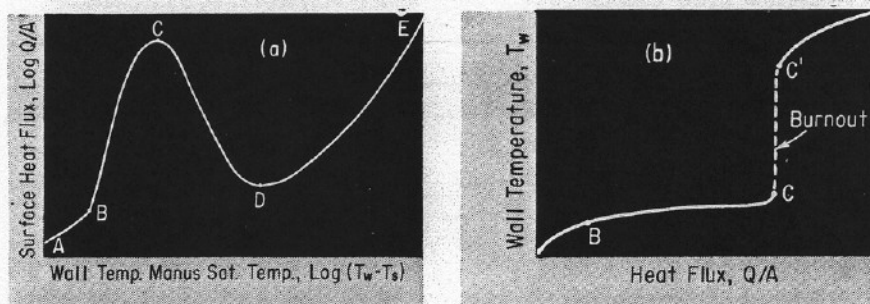 Surface Heat Flux, Log Q/A
(a)
A
B
C
D
E
Wall Temp. Manus Sat. Temp., Log (Tw-Ts)
Wall Temperature, Tw
(b)
C'
Burnout
C
B
Heat Flux, Q/A